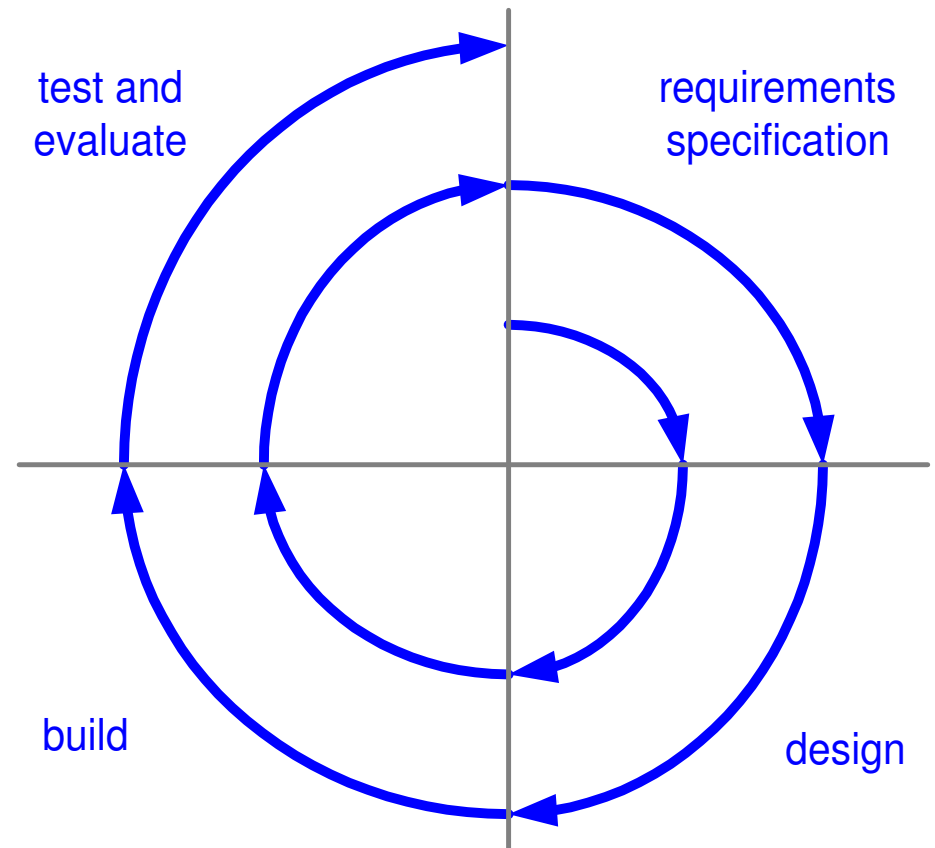 test and
evaluate
requirements
specification
build
design